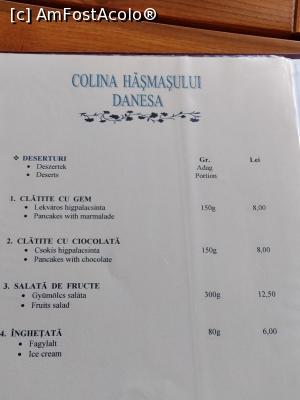 [c] ® AmFostAcolo®
COLINA HĂȘMAȘULUI
DANESA
❖ DESERTURI Gr. Lei
• Deszertek Adag
• Deserts Portion
1. CLĂTITE CU GEM
• Lekváros higpalacsinta 150g 8,00
• Pancakes with marmalade
2. CLĂTITE CU CIOCOLATĂ
• Csokis higpalacsinta 150g 8,00
• Pancakes with chocolate
3. SALATĂ DE FRUCTE
• Gyümölcs saláta 300g 12,50
• Fruits salad
4. ÎNGHEȚATĂ 80g 6,00
• Fagylalt
• Ice cream